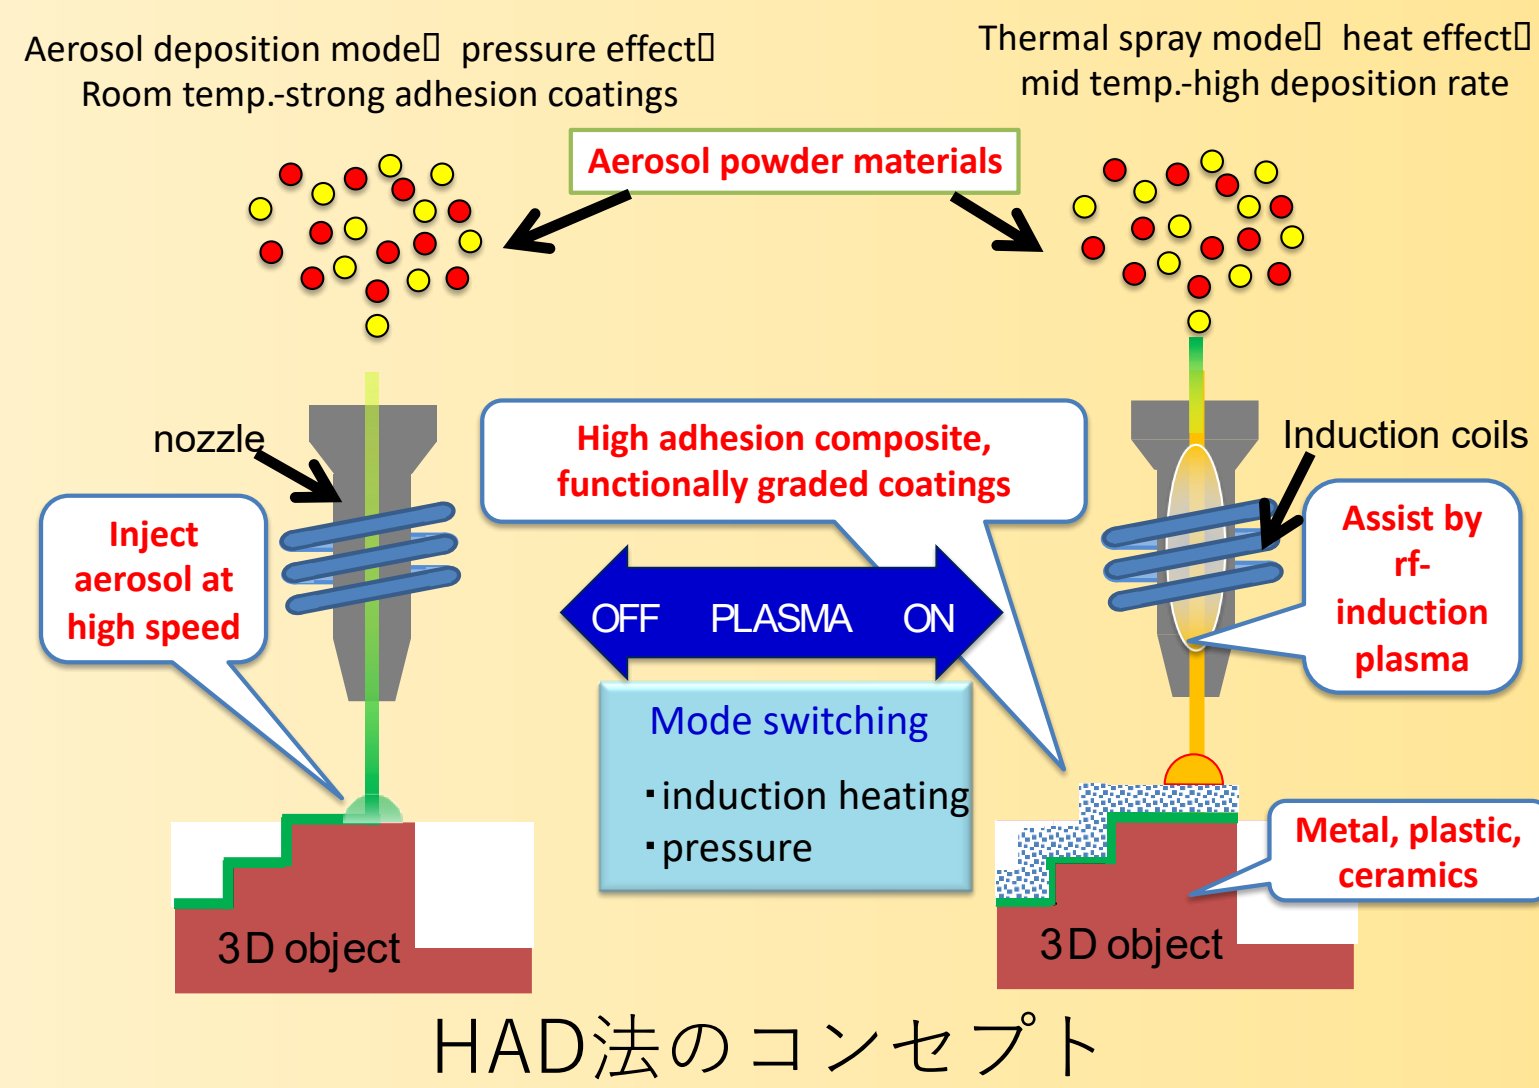 Aerosol deposition mode▯ pressure effect▯
Room temp.-strong adhesion coatings
Thermal spray mode▯ heat effect▯
mid temp.-high deposition rate
Aerosol powder materials
nozzle
High adhesion composite,
functionally graded coatings
Induction coils
Inject
aerosol at
high speed
Assist by
rf-
induction
plasma
OFF PLASMA ON
Mode switching
・induction heating
・pressure
Metal, plastic,
ceramics
3D object
3D object
HAD法のコンセプト